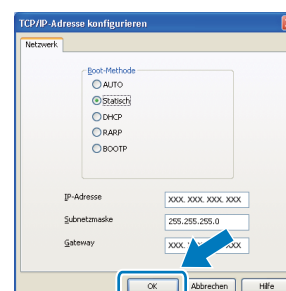 TCP/IP-Adresse konfigurieren
Netzwerk
Boot-Methode
AUTO
Statisch
DHCP
RARP
BOOTP
IP-Adresse XXX. XXX. XXX. XXX
Subnetzmaske 255.255.255.0
Gateway XXX. XXX
OK Abbrechen Hilfe